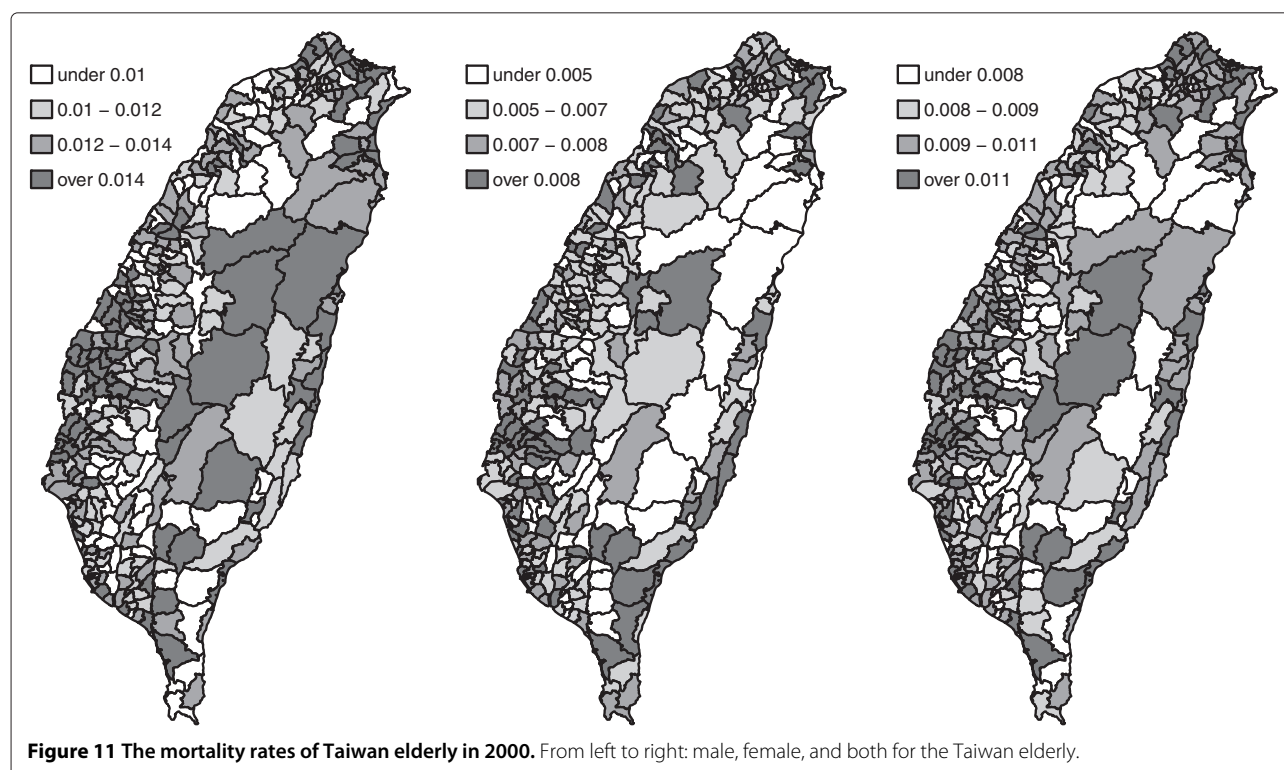 under 0.01
0.01 – 0.012
0.012 – 0.014
over 0.014
under 0.005
0.005 – 0.007
0.007 – 0.008
over 0.008
under 0.008
0.008 – 0.009
0.009 – 0.011
over 0.011
Figure 11 The mortality rates of Taiwan elderly in 2000. From left to right: male, female, and both for the Taiwan elderly.